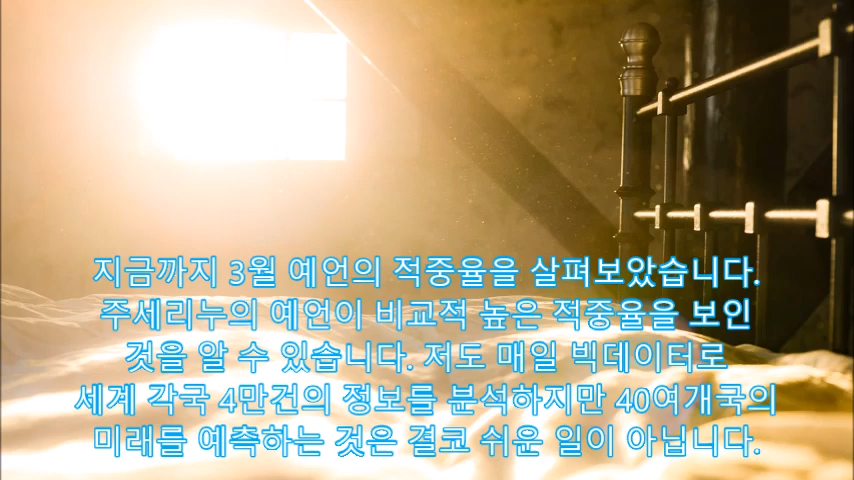 지금까지 3월 예언의 적중율을 살펴보았습니다.
주세리누의 예언이 비교적 높은 적중율을 보인
것을 알 수 있습니다. 저도 매일 빅데이터로
세계 각국 4만건의 정보를 분석하지만 40여개국의
미래를 예측하는 것은 결코 쉬운 일이 아닙니다.